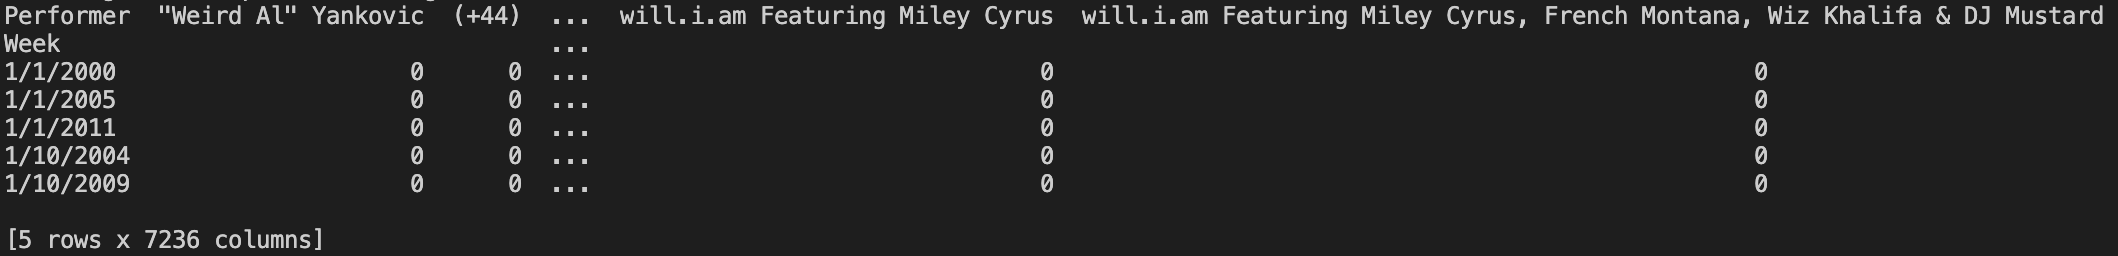 Performer  "Weird Al" Yankovic  (+44)  ...  will.i.am Featuring Miley Cyrus  will.i.am Featuring Miley Cyrus, French Montana, Wiz Khalifa & DJ Mustard
Week                                   ...
1/1/2000                     0      0  ...                                0                                                  0
1/1/2005                     0      0  ...                                0                                                  0
1/1/2011                     0      0  ...                                0                                                  0
1/10/2004                    0      0  ...                                0                                                  0
1/10/2009                    0      0  ...                                0                                                  0
[5 rows x 7236 columns]